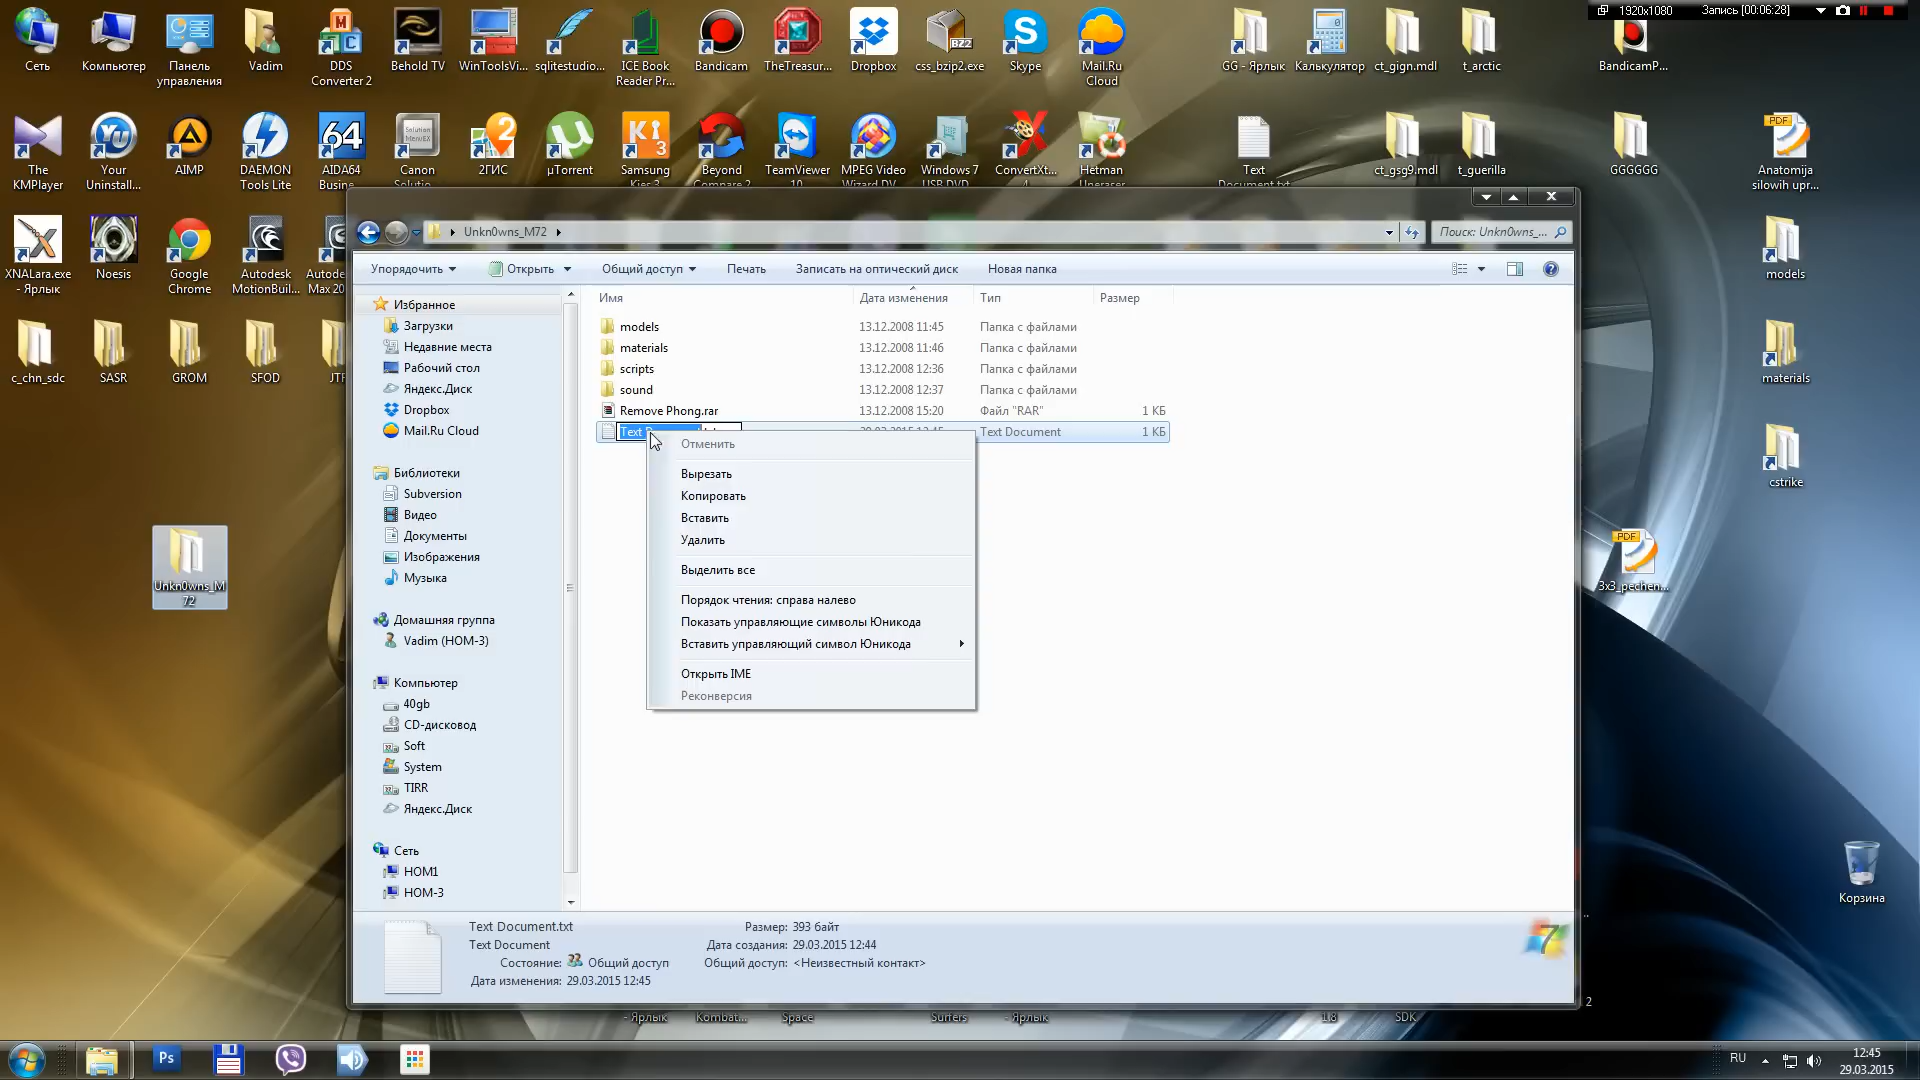 1920x1080
Запись [00:06:28]
Сеть
Компьютер
Панель
управления
Vadim
DDS
Converter 2
Behold TV
WinToolsVi...
sqlitestudio...
ICE Book
Reader Pr...
Bandicam
TheTreasur...
Dropbox
css_bzip2.exe
Skype
Mail.Ru
Cloud
GG - Ярлык
Калькулятор
ct_gign.mdl
t_arctic
BandicamP...
The
KMPlayer
Your
Uninstall...
AIMP
DAEMON
Tools Lite
AIDA64
Busine...
Canon
Solutio...
2ГИС
µTorrent
Samsung
Kies 3
Beyond
Compare 2
TeamViewer
10
MPEG Video
Wizard DV...
Windows 7
USB DVD...
ConvertXt...
4
Hetman
Uneraser
Text
Document.txt
ct_gsg9.mdl
t_guerilla
GGGGGG
PDF
Anatomija
silowih upr...
XNALara.exe
- Ярлык
Noesis
Google
Chrome
Autodesk
MotionBuil...
Autode
Max 20
models
c_chn_sdc
SASR
GROM
SFOD
JTF
materials
cstrike
PDF
3x3_pechen...
Unkn0wns_M
72
Корзина
Unkn0wns_M72
Поиск: Unkn0wns_...
Упорядочить
Открыть
Общий доступ
Печать
Записать на оптический диск
Новая папка
Избранное
Загрузки
Недавние места
Рабочий стол
Яндекс.Диск
Dropbox
Mail.Ru Cloud
Библиотеки
Subversion
Видео
Документы
Изображения
Музыка
Домашняя группа
Vadim (HOM-3)
Компьютер
40gb
CD-дисковод
Soft
System
TIRR
Яндекс.Диск
Сеть
HOM1
HOM-3
Имя Дата изменения Тип Размер
models 13.12.2008 11:45 Папка с файлами
materials 13.12.2008 11:46 Папка с файлами
scripts 13.12.2008 12:36 Папка с файлами
sound 13.12.2008 12:37 Папка с файлами
Remove Phong.rar 13.12.2008 15:20 Файл "RAR" 1 КБ
Text Document 1 КБ
Отменить
Вырезать
Копировать
Вставить
Удалить
Выделить все
Порядок чтения: справа налево
Показать управляющие символы Юникода
Вставить управляющий символ Юникода
Открыть IME
Реконверсия
Text Document.txt
Text Document
Состояние: Общий доступ
Дата изменения: 29.03.2015 12:45
Размер: 393 байт
Дата создания: 29.03.2015 12:44
Общий доступ: <Неизвестный контакт>
- Ярлык
Kombat...
Space
Surfers
- Ярлык
1.8
SDK
2
Ps
RU
12:45
29.03.2015